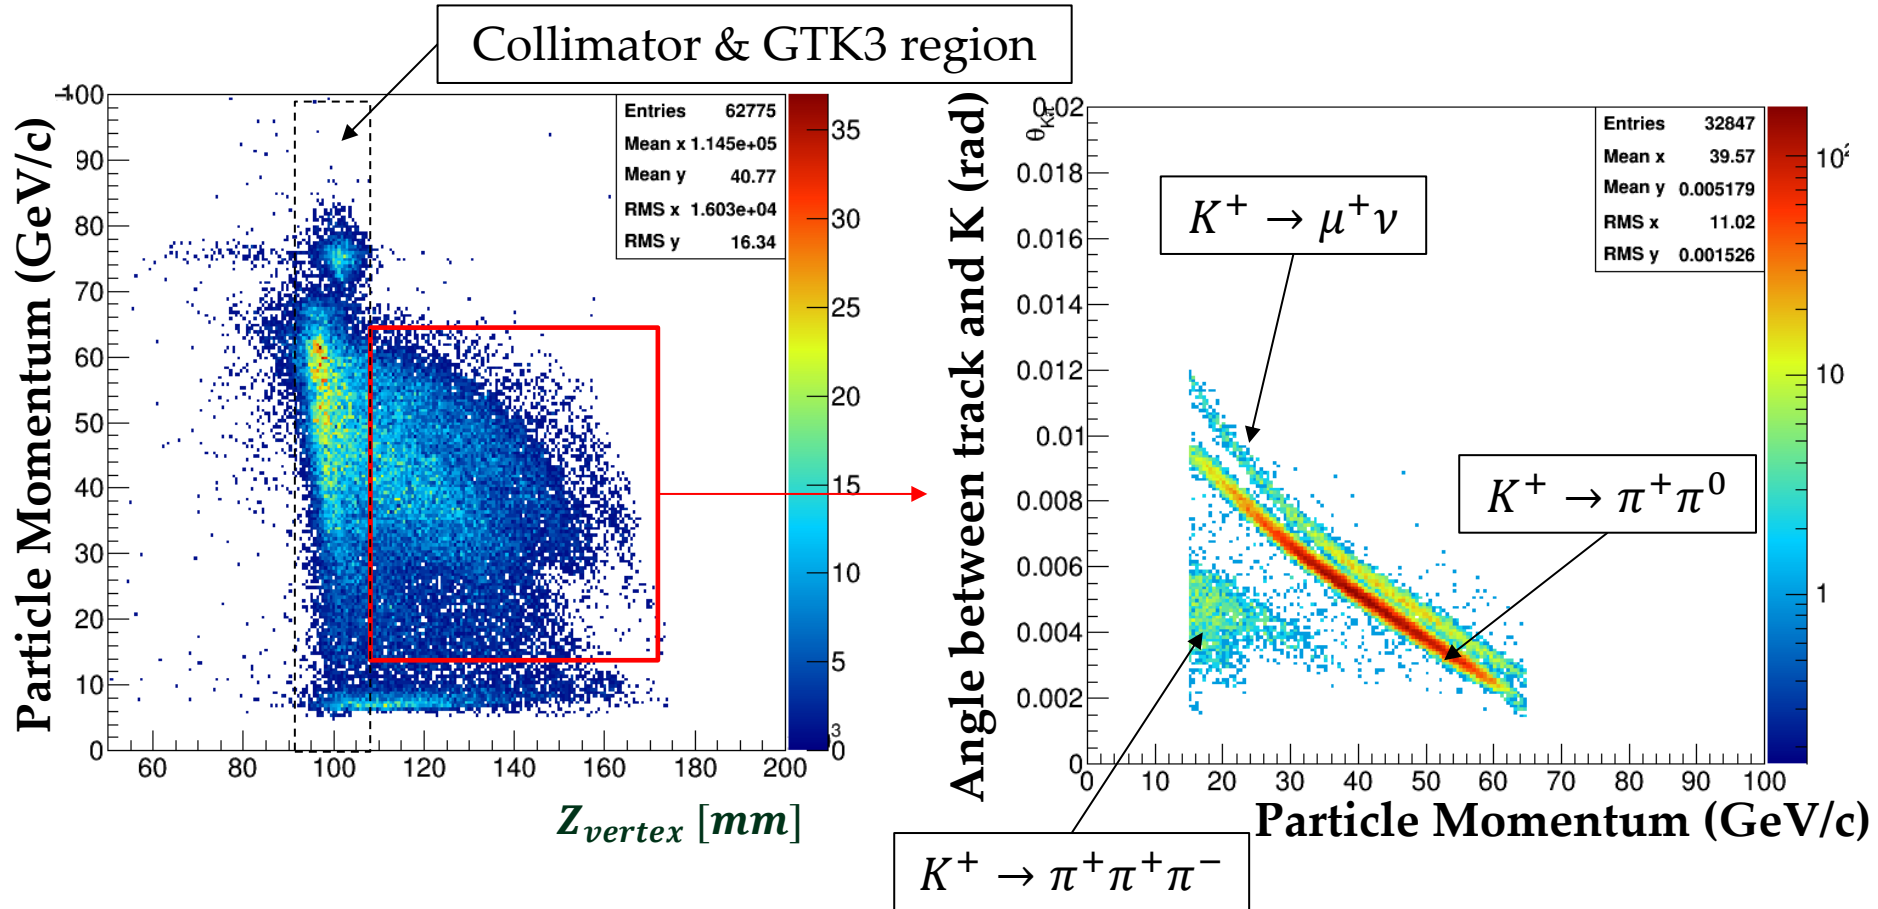 Collimator & GTK3 region
Particle Momentum (GeV/c)
100
90
80
70
60
50
40
30
20
10
0
60 80 100 120 140 160 180 200
Z_vertex [mm]
Entries 62775
Mean x 1.145e+05
Mean y 40.77
RMS x 1.603e+04
RMS y 16.34
35
30
25
20
15
10
5
0
3
Angle between track and K (rad)
0.02
0.018
0.016
0.014
0.012
0.01
0.008
0.006
0.004
0.002
0
0 10 20 30 40 50 60 70 80 90 100
Particle Momentum (GeV/c)
Entries 32847
Mean x 39.57
Mean y 0.005179
RMS x 11.02
RMS y 0.001526
10²
10
1
K⁺ → μ⁺ν
K⁺ → π⁺π⁰
K⁺ → π⁺π⁺π⁻